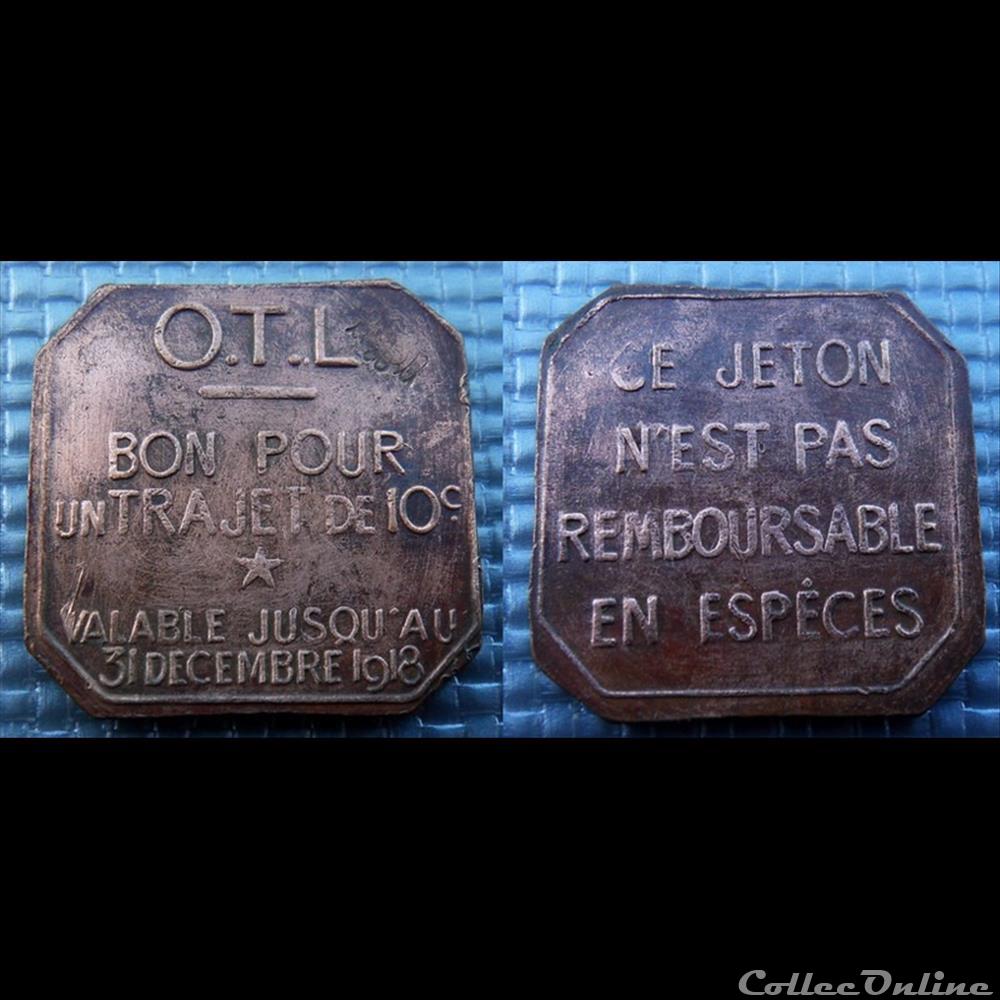 O.T.L
BON POUR
UN TRAJET DE 10C.
VALABLE JUSQU'AU
31 DECEMBRE 1918
CE JETON
N'EST PAS
REMBOURSABLE
EN ESPÊCES
CollecOnline